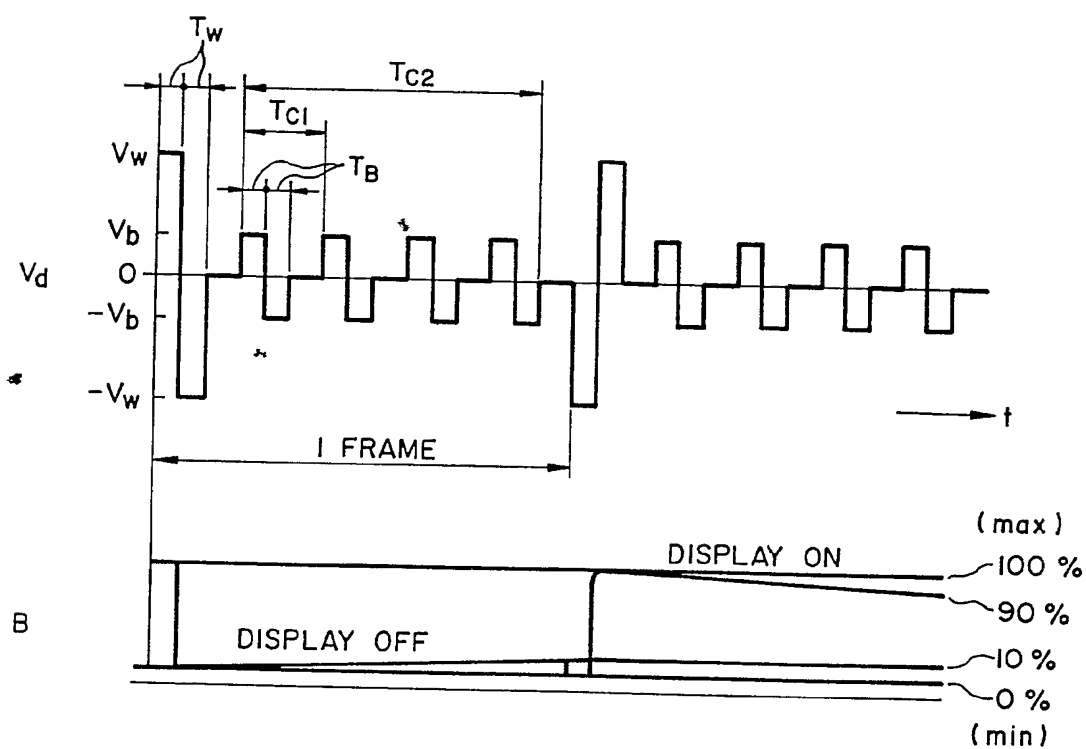 TW
TC2
TC1
VW
TB
Vb
Vd
0
-Vb
-VW
t
1 FRAME
(max)
DISPLAY ON
100 %
90 %
B
DISPLAY OFF
10 %
0 %
(min)